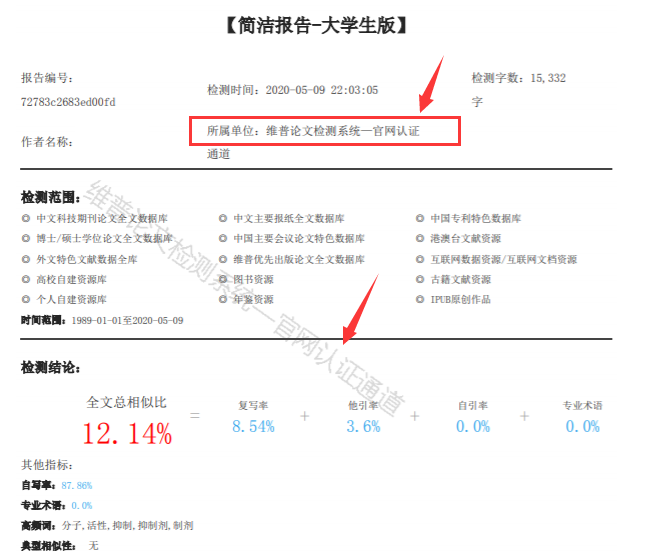 【简洁报告-大学生版】
报告编号：
72783c2683ed00fd
检测时间：2020-05-09 22:03:05
检测字数：15,332
字
作者名称：
所属单位：维普论文检测系统—官网认证
通道
检测范围：
◎ 中文科技期刊论文全文数据库
◎ 中文主要报纸全文数据库
◎ 中国专利特色数据库
◎ 博士/硕士学位论文全文数据库
◎ 中国主要会议论文特色数据库
◎ 港澳台文献资源
◎ 外文特色文献数据全库
◎ 维普优先出版论文全文数据库
◎ 互联网数据资源/互联网文档资源
◎ 高校自建资源库
◎ 图书资源
◎ 古籍文献资源
◎ 个人自建资源库
◎ 年鉴资源
◎ IPUB原创作品
时间范围：1989-01-01至2020-05-09
维普论文检测系统—官网认证通道
检测结论：
全文总相似比
复写率
他引率
自引率
专业术语
12.14% = 8.54% + 3.6% + 0.0% + 0.0%
其他指标：
自写率：87.86%
专业术语：0.0%
高频词：分子,活性,抑制,抑制剂,制剂
典型相似性：无